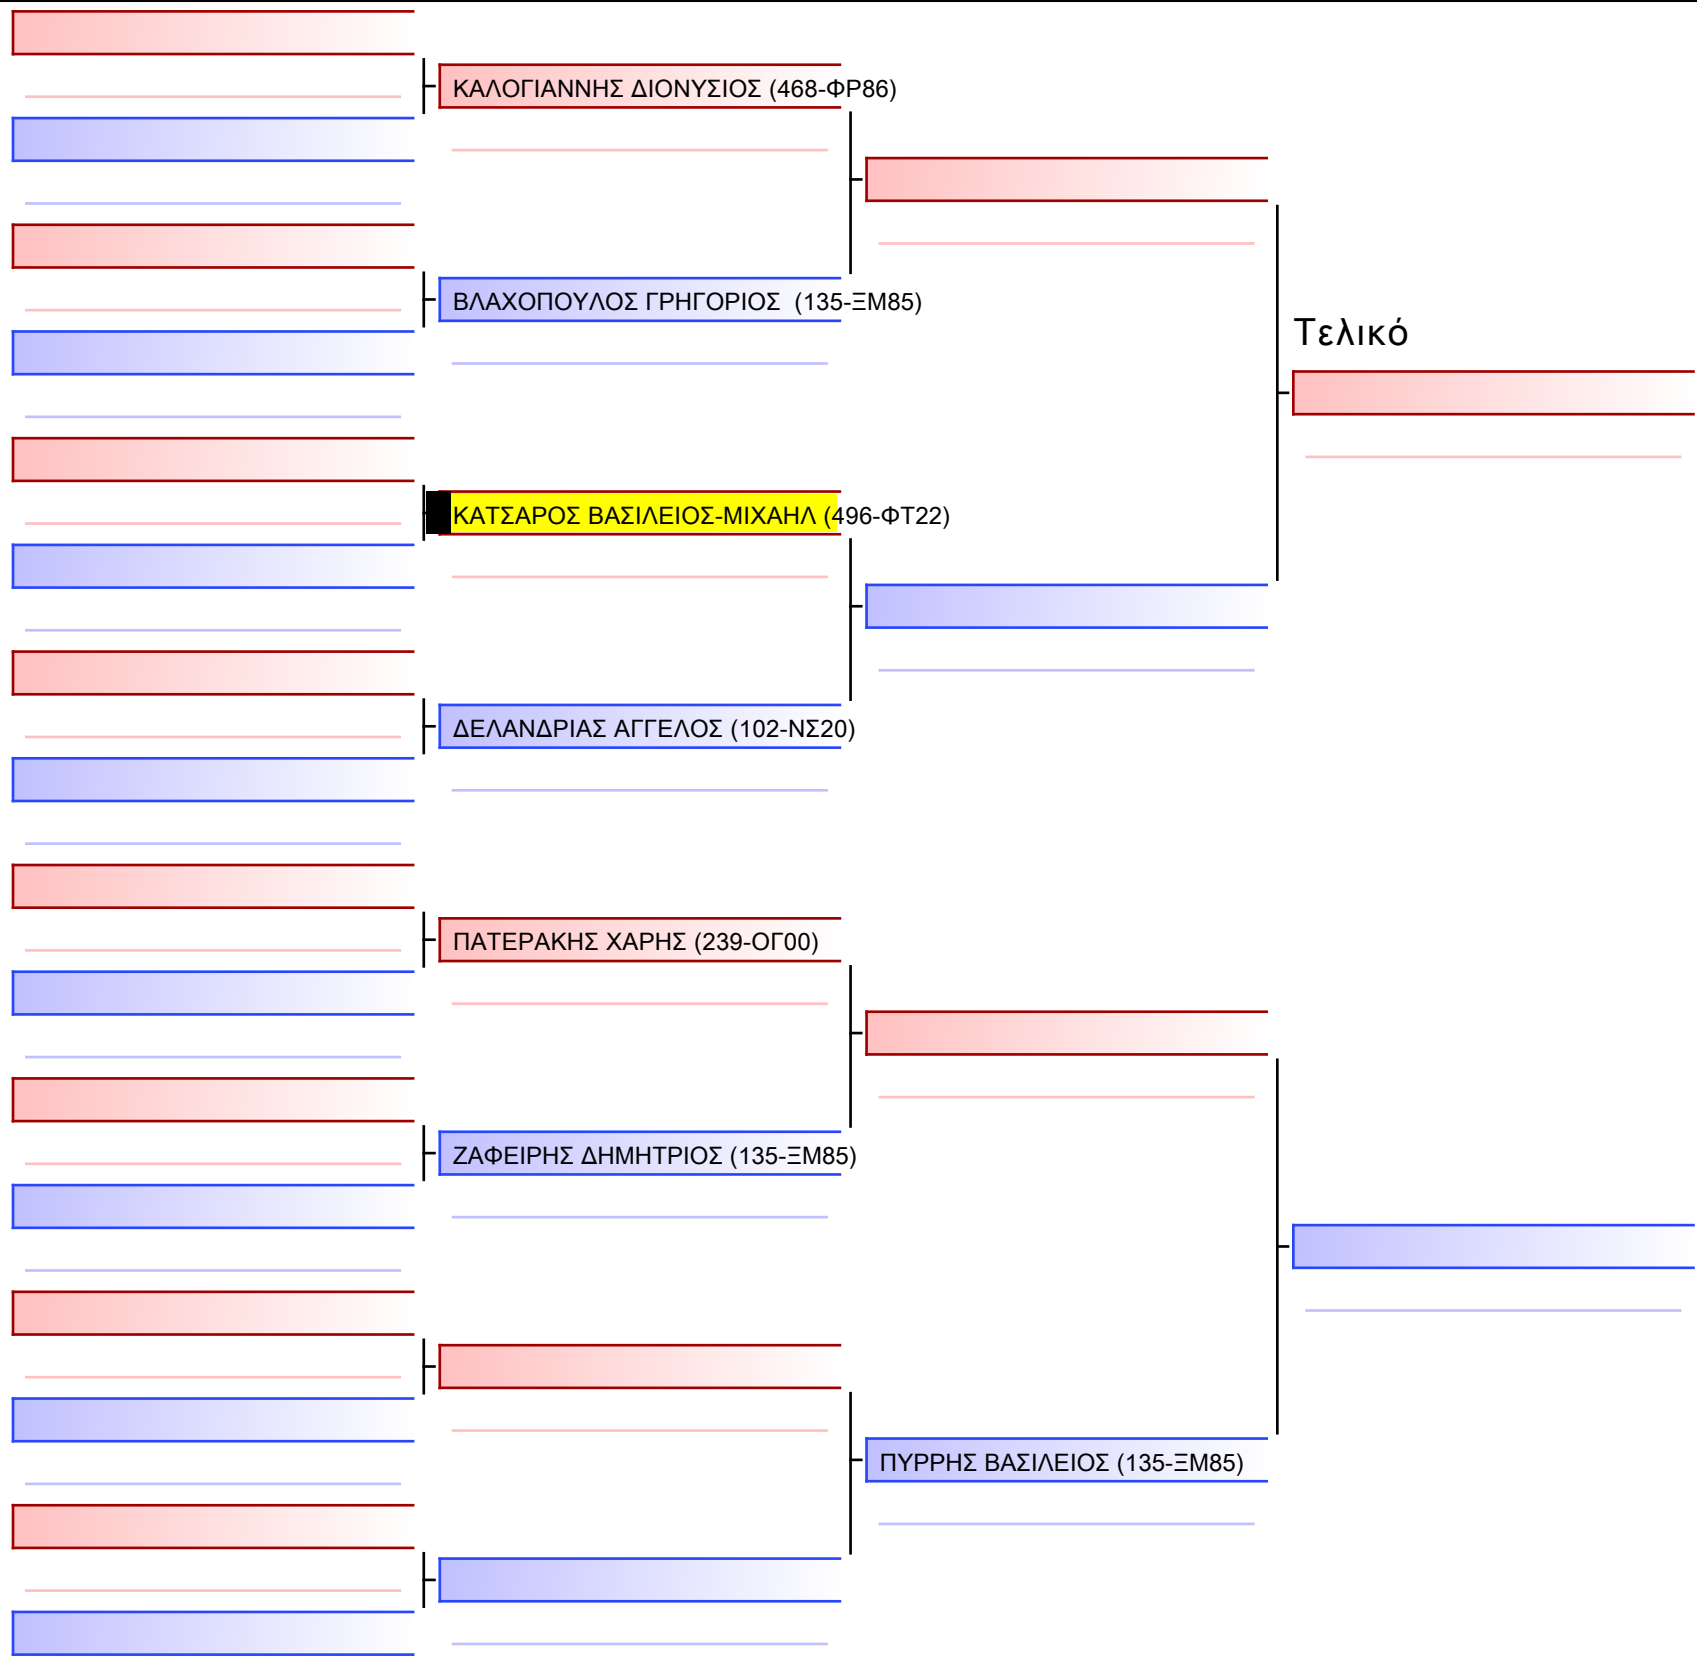 ΚΑΛΟΓΙΑΝΝΗΣ ΔΙΟΝΥΣΙΟΣ (468-ΦΡ86)
ΒΛΑΧΟΠΟΥΛΟΣ ΓΡΗΓΟΡΙΟΣ (135-ΞΜ85)
Τελικό
ΚΑΤΣΑΡΟΣ ΒΑΣΙΛΕΙΟΣ-ΜΙΧΑΗΛ (496-ΦΤ22)
ΔΕΛΑΝΔΡΙΑΣ ΑΓΓΕΛΟΣ (102-ΝΣ20)
ΠΑΤΕΡΑΚΗΣ ΧΑΡΗΣ (239-ΟΓ00)
ΖΑΦΕΙΡΗΣ ΔΗΜΗΤΡΙΟΣ (135-ΞΜ85)
ΠΥΡΡΗΣ ΒΑΣΙΛΕΙΟΣ (135-ΞΜ85)